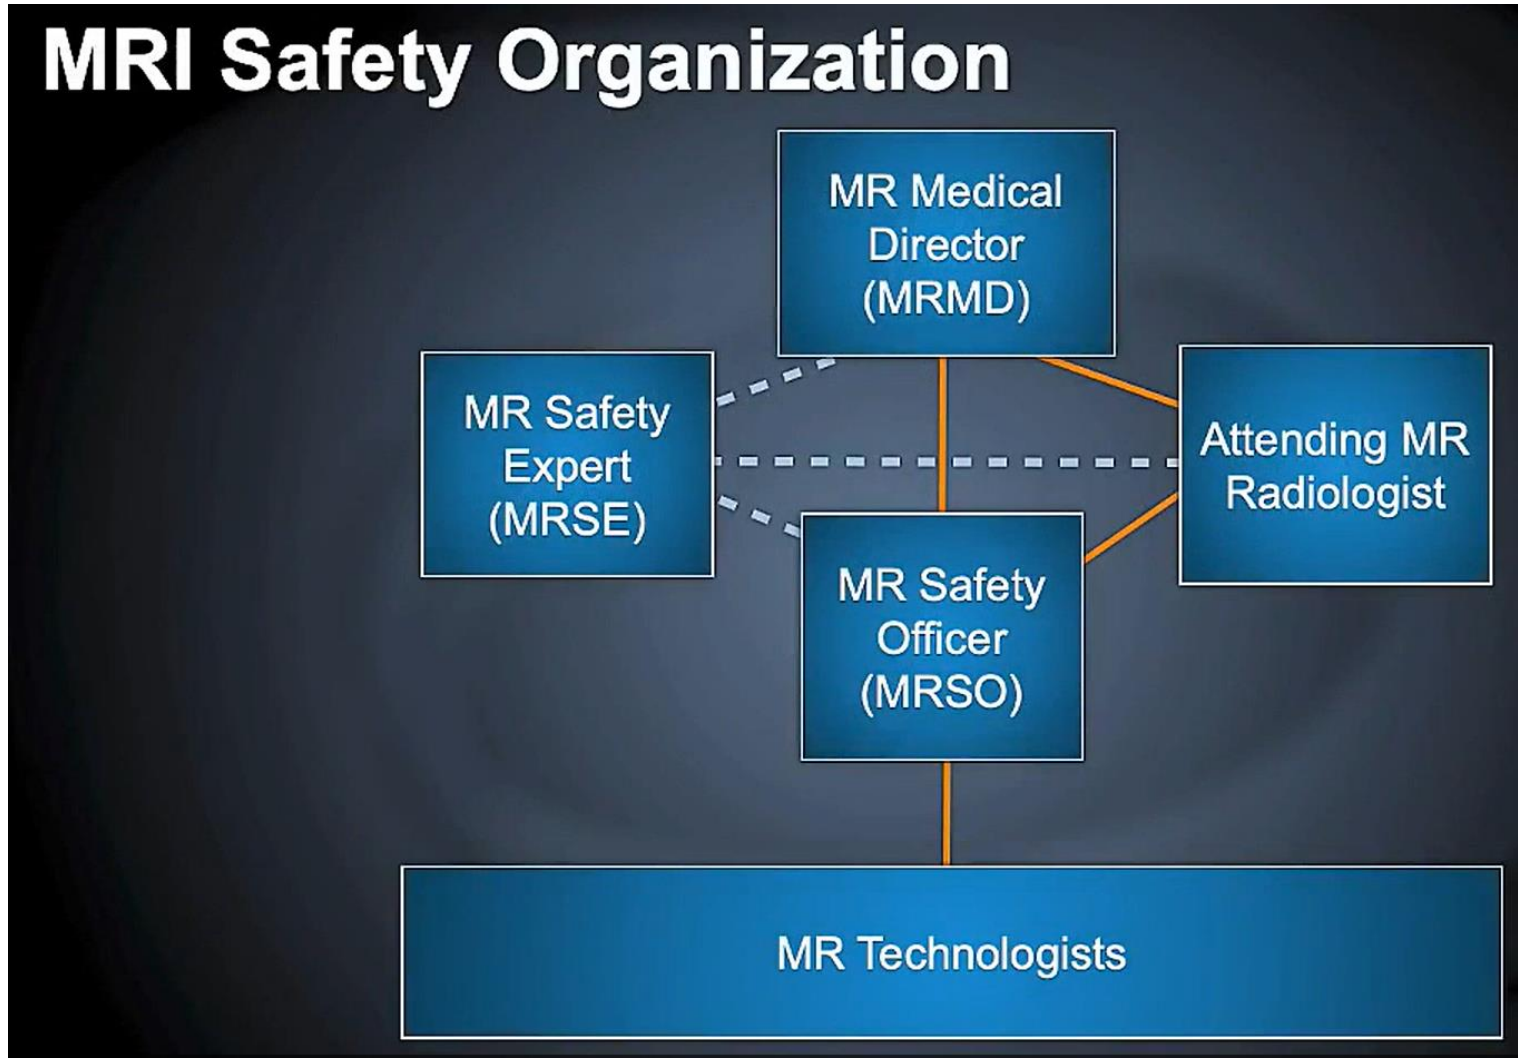 MRI Safety Organization
MR Medical
Director
(MRMD)
MR Safety
Expert
(MRSE)
Attending MR
Radiologist
MR Safety
Officer
(MRSO)
MR Technologists